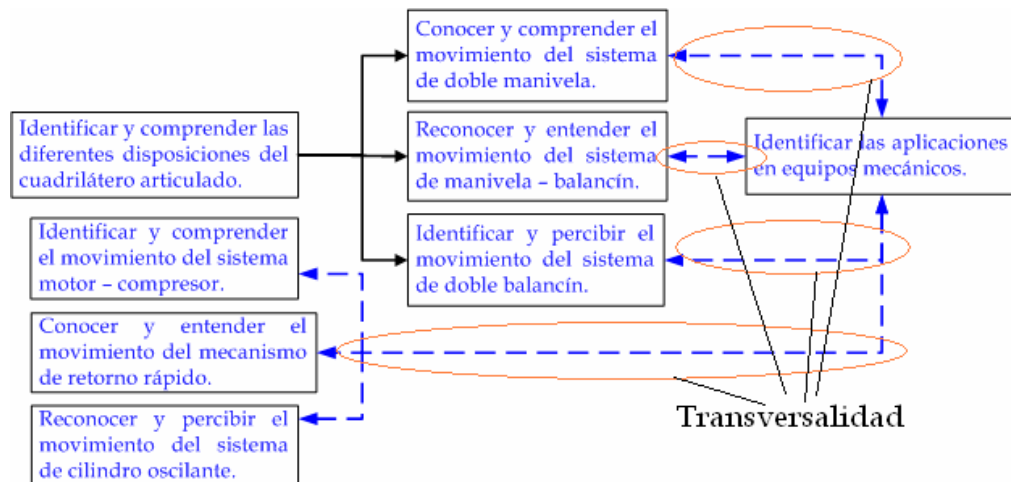 Conocer y comprender el
movimiento del sistema
de doble manivela.
Identificar y comprender las
diferentes disposiciones del
cuadrilátero articulado.
Reconocer y entender el
movimiento del sistema
de manivela – balancín.
Identificar las aplicaciones
en equipos mecánicos.
Identificar y percibir el
movimiento del sistema
de doble balancín.
Identificar y comprender
el movimiento del sistema
motor – compresor.
Conocer y entender el
movimiento del mecanismo
de retorno rápido.
Reconocer y percibir el
movimiento del sistema
de cilindro oscilante.
Transversalidad